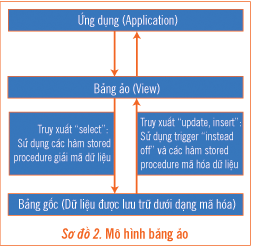 Ứng dụng (Application)
Bảng ảo (View)
Truy xuất “select”:
Sử dụng các hàm stored
procedure giải mã dữ liệu
Truy xuất “update, insert”:
Sử dụng trigger “instead
off” và các hàm stored
procedure mã hóa dữ liệu
Bảng gốc (Dữ liệu được lưu trữ dưới dạng mã hóa)
Sơ đồ 2. Mô hình bảng ảo